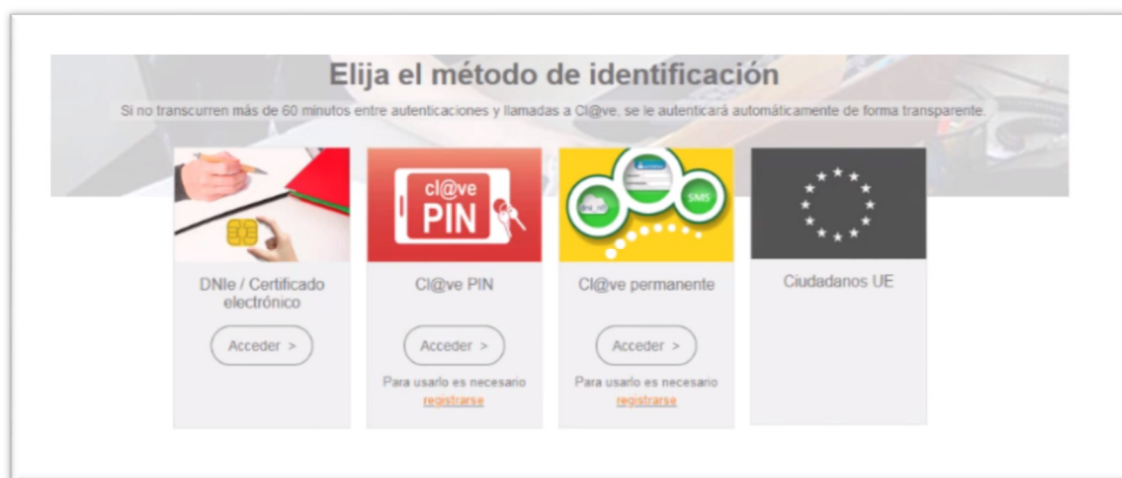 Elija el método de identificación
Si no transcurren más de 60 minutos entre autenticaciones y llamadas a Cl@ve, se le autenticará automáticamente de forma transparente.
cl@ve
PIN
SMS
DNIe / Certificado
electrónico
Acceder >
Cl@ve PIN
Acceder >
Para usarlo es necesario
registrarse
Cl@ve permanente
Acceder >
Para usarlo es necesario
registrarse
Ciudadanos UE